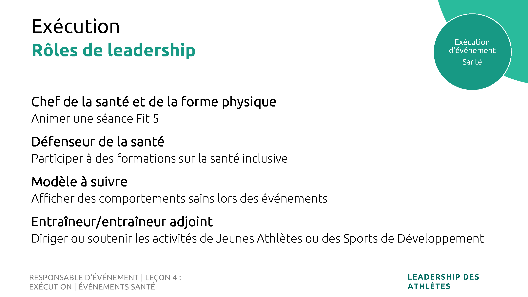 Exécution
Rôles de leadership
Exécution
d'événement
Santé
Chef de la santé et de la forme physique
Animer une séance Fit 5
Défenseur de la santé
Participer à des formations sur la santé inclusive
Modèle à suivre
Afficher des comportements sains lors des événements
Entraîneur/entraîneur adjoint
Diriger ou soutenir les activités de Jeunes Athlètes ou des Sports de Développement
RESPONSABLE D'ÉVÉNEMENT | LEÇON 4 :
EXÉCUTION | ÉVÉNEMENTS SANTÉ
LEADERSHIP DES
ATHLÈTES